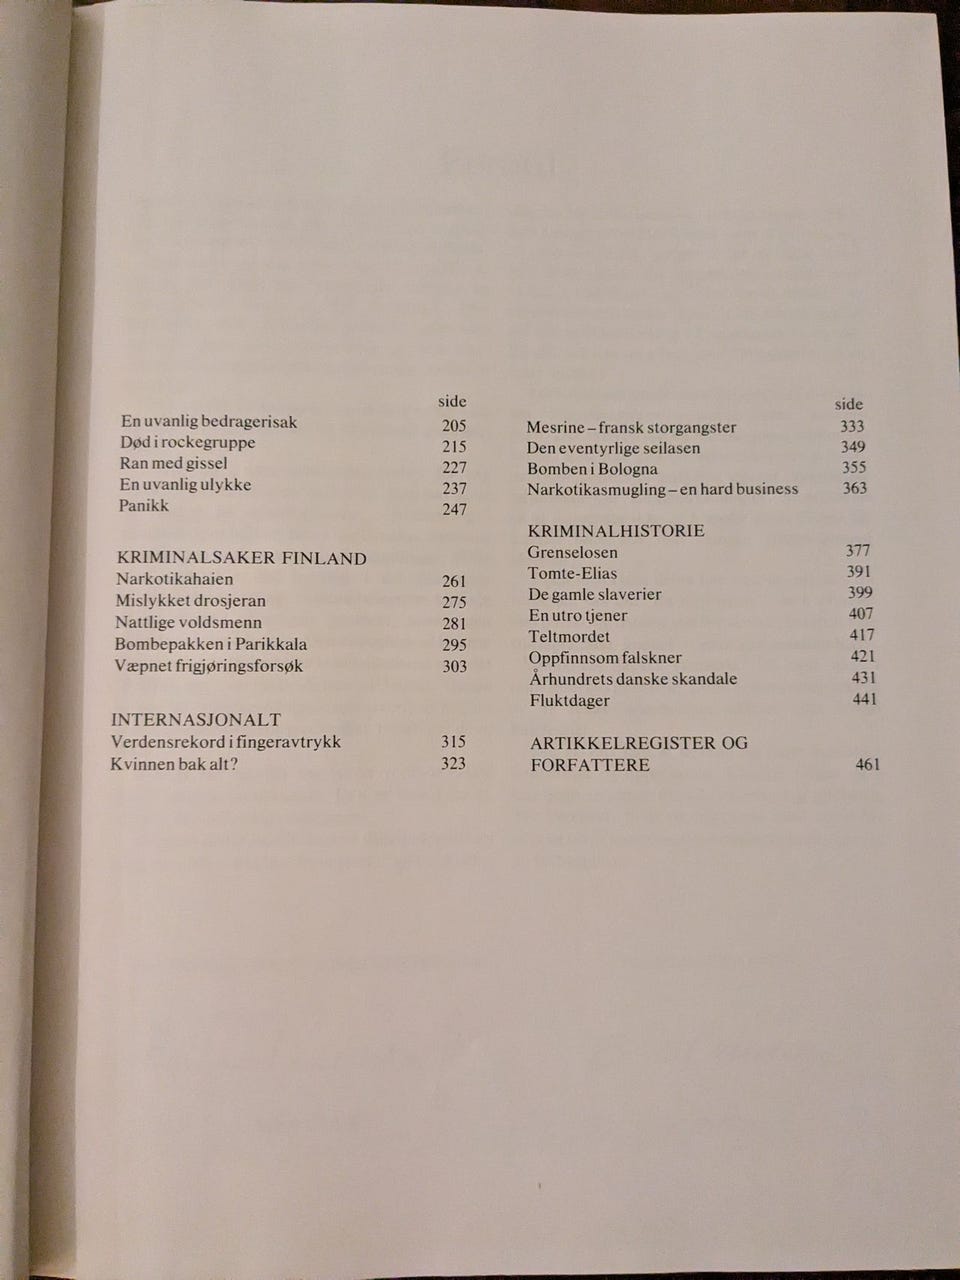 side
En uvanlig bedragerisak 205
Død i rockegruppe 215
Ran med gissel 227
En uvanlig ulykke 237
Panikk 247
KRIMINALSAKER FINLAND
Narkotikahaien 261
Mislykket drosjeran 275
Nattlige voldsmenn 281
Bombepakken i Parikkala 295
Væpnet frigjøringsforsøk 303
INTERNASJONALT
Verdensrekord i fingeravtrykk 315
Kvinnen bak alt? 323
side
Mesrine – fransk storgangster 333
Den eventyrlige seilasen 349
Bomben i Bologna 355
Narkotikasmugling – en hard business 363
KRIMINALHISTORIE
Grenselosen 377
Tomte-Elias 391
De gamle slaverier 399
En utro tjener 407
Teltmordet 417
Oppfinnsom falskner 421
Århundrets danske skandale 431
Fluktdager 441
ARTIKKELREGISTER OG
FORFATTERE 461